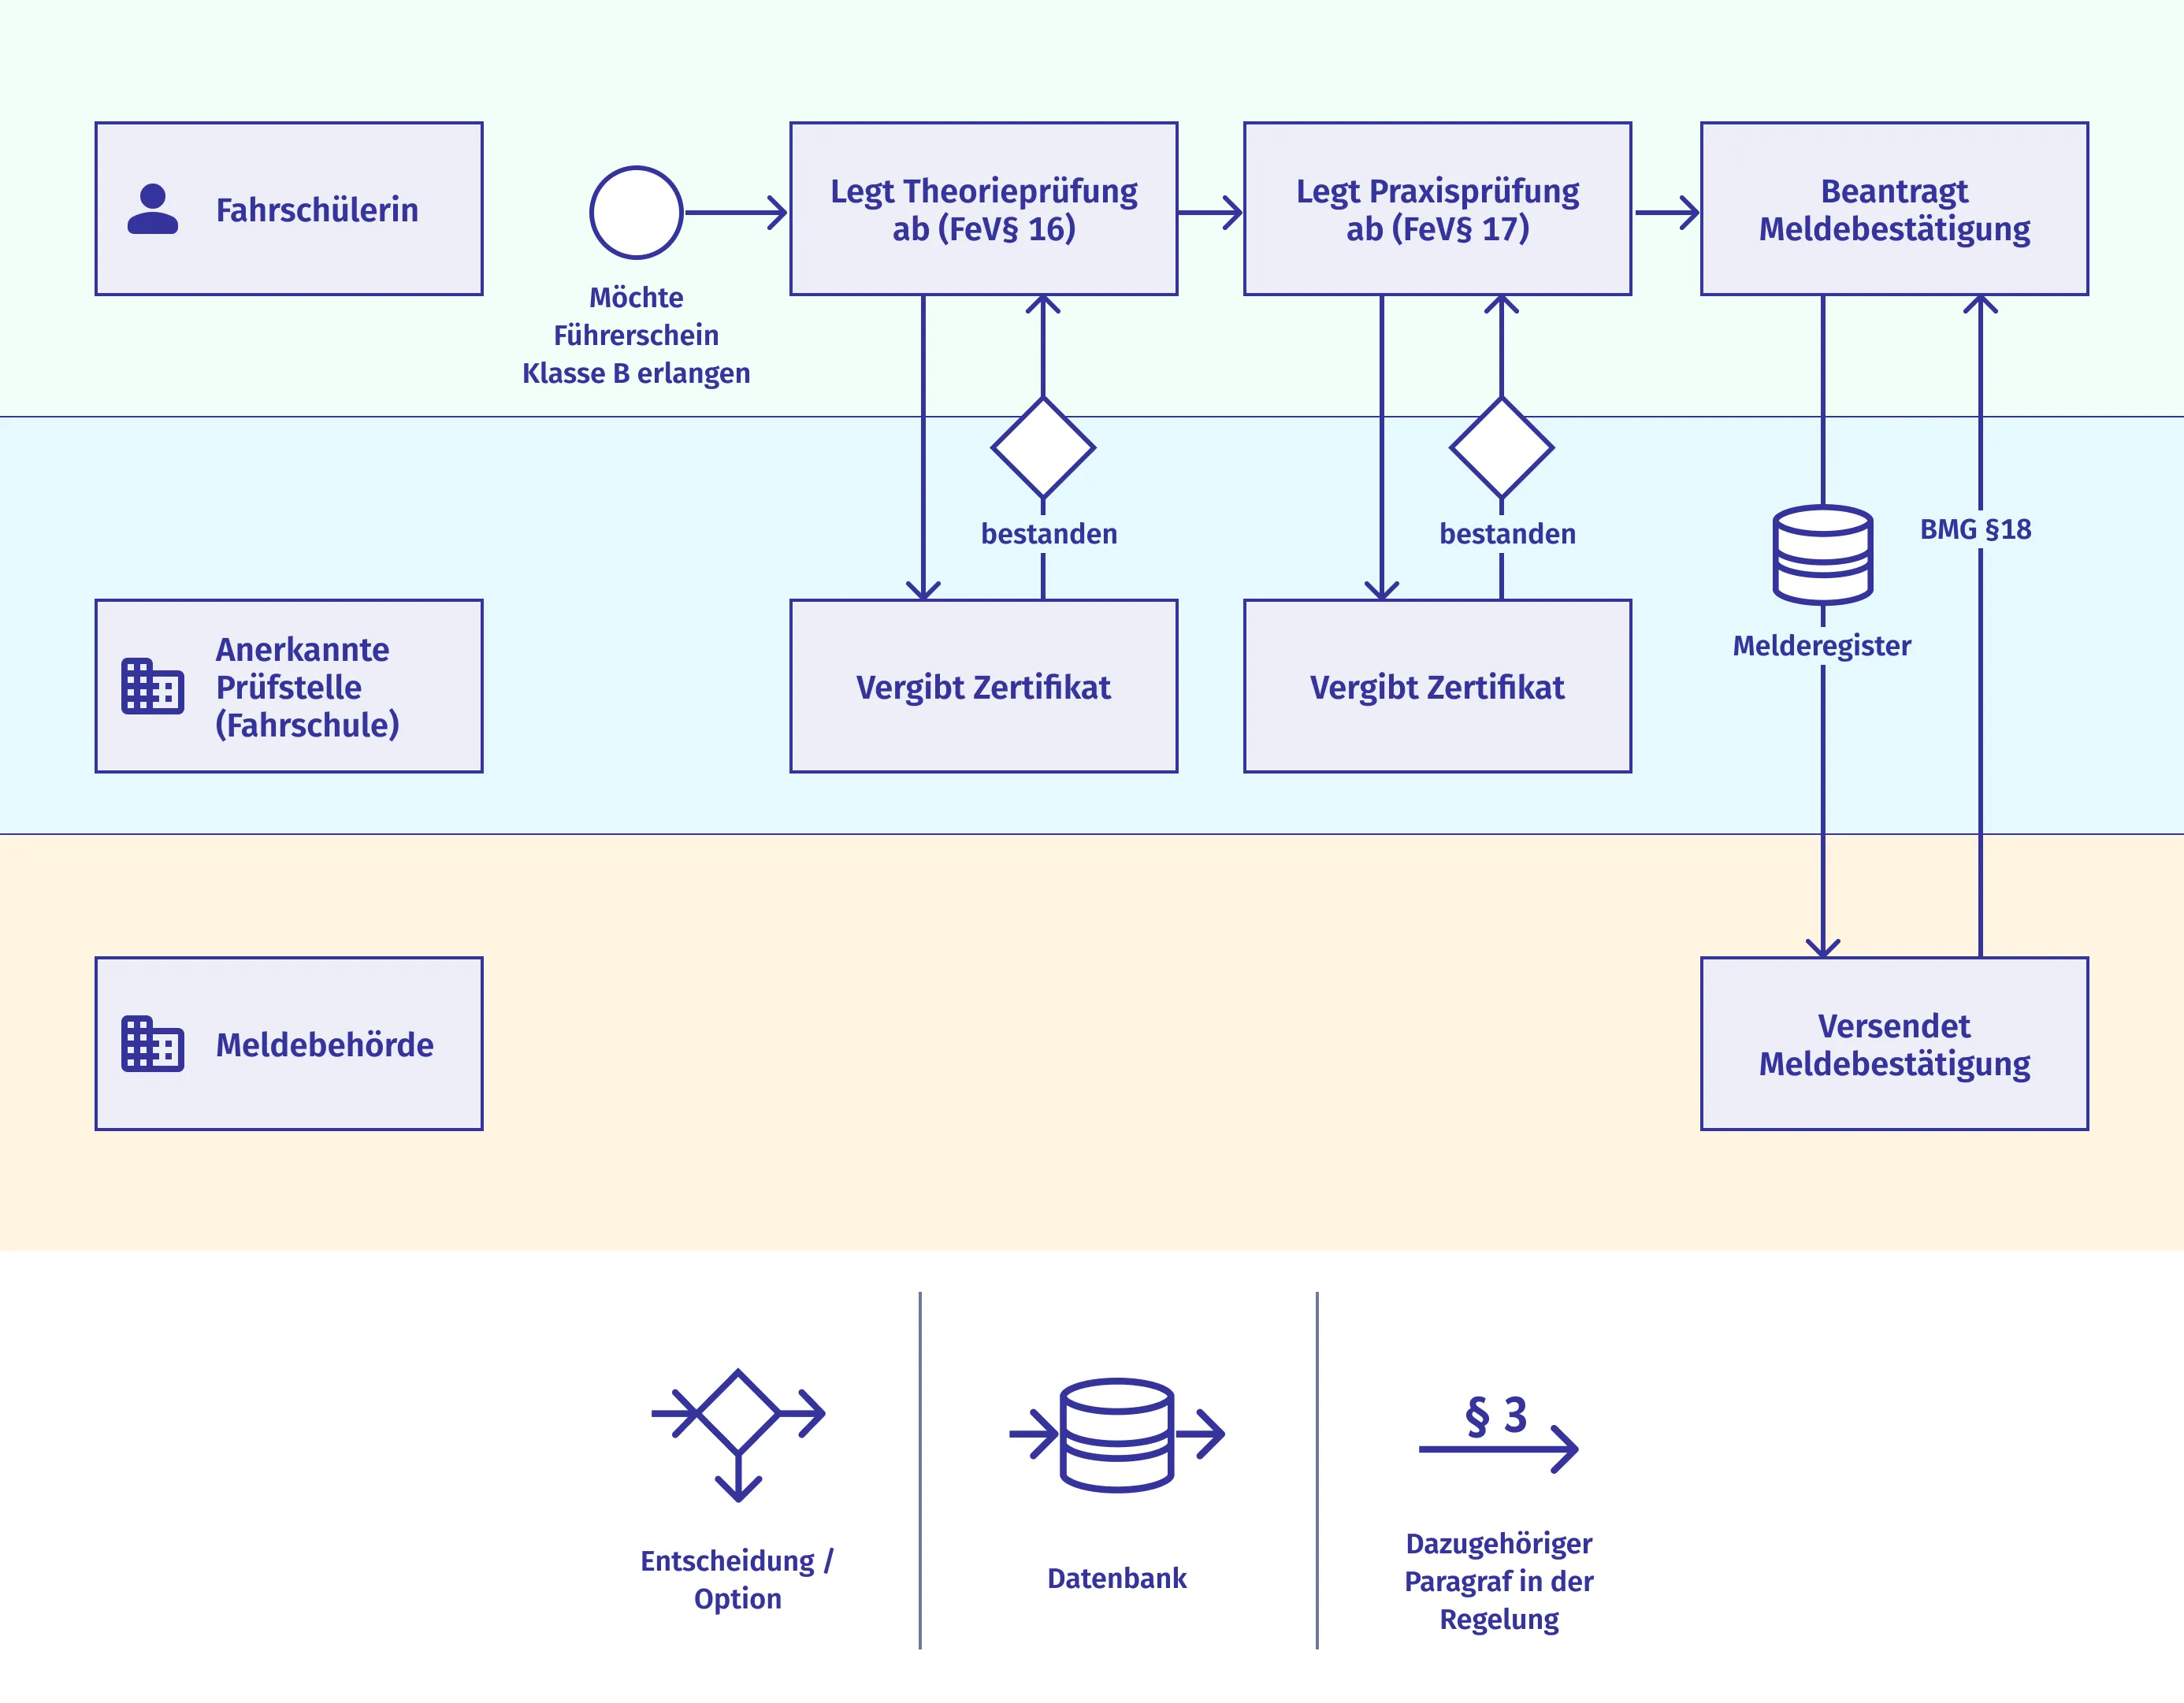 Fahrschülerin
Möchte
Führerschein
Klasse B erlangen
Legt Theorieprüfung
ab (FeV§ 16)
Legt Praxisprüfung
ab (FeV§ 17)
Beantragt
Meldebestätigung
bestanden
bestanden
BMG §18
Melderegister
Anerkannte
Prüfstelle
(Fahrschule)
Vergibt Zertifikat
Vergibt Zertifikat
Meldebehörde
Versendet
Meldebestätigung
Entscheidung /
Option
Datenbank
§ 3
Dazugehöriger
Paragraf in der
Regelung